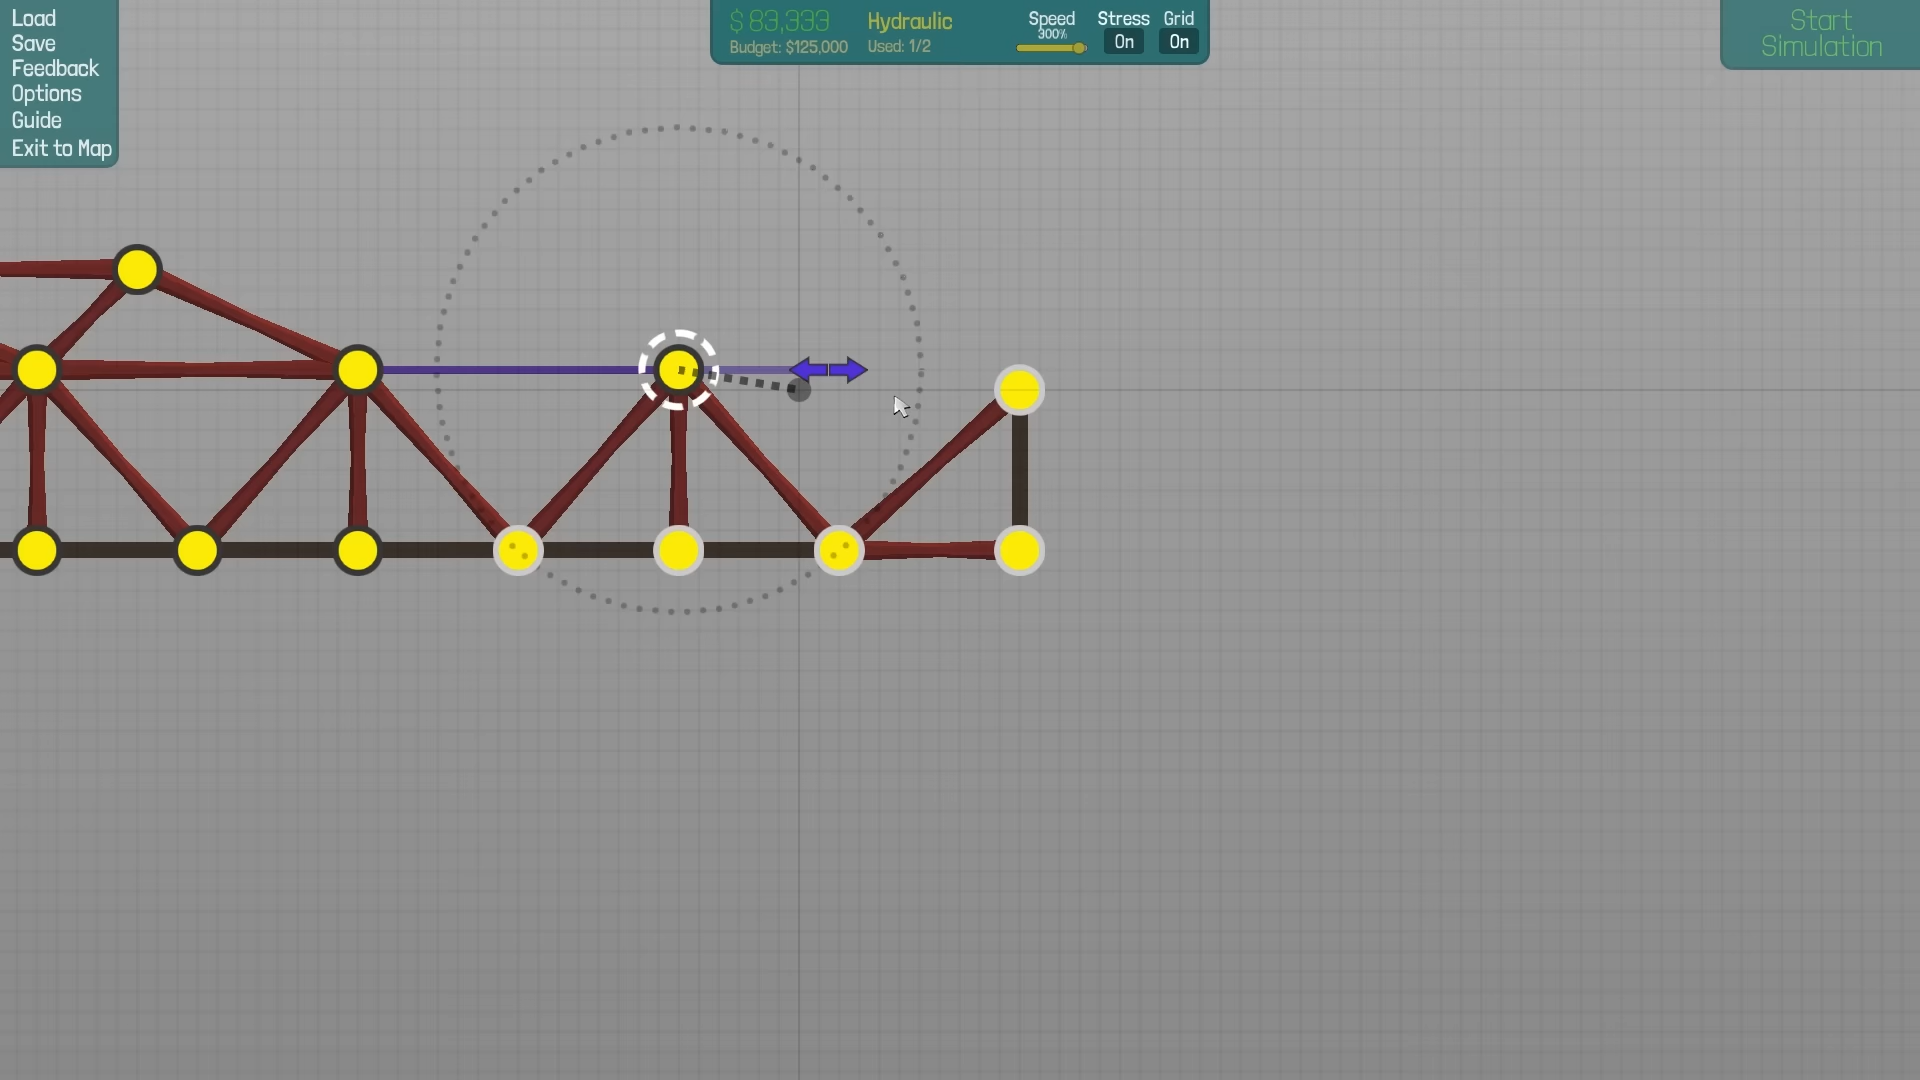 Load
Save
Feedback
Options
Guide
Exit to Map
$ 83,333
Budget: $125,000
Hydraulic
Used: 1/2
Speed
300%
Stress
On
Grid
On
Start
Simulation